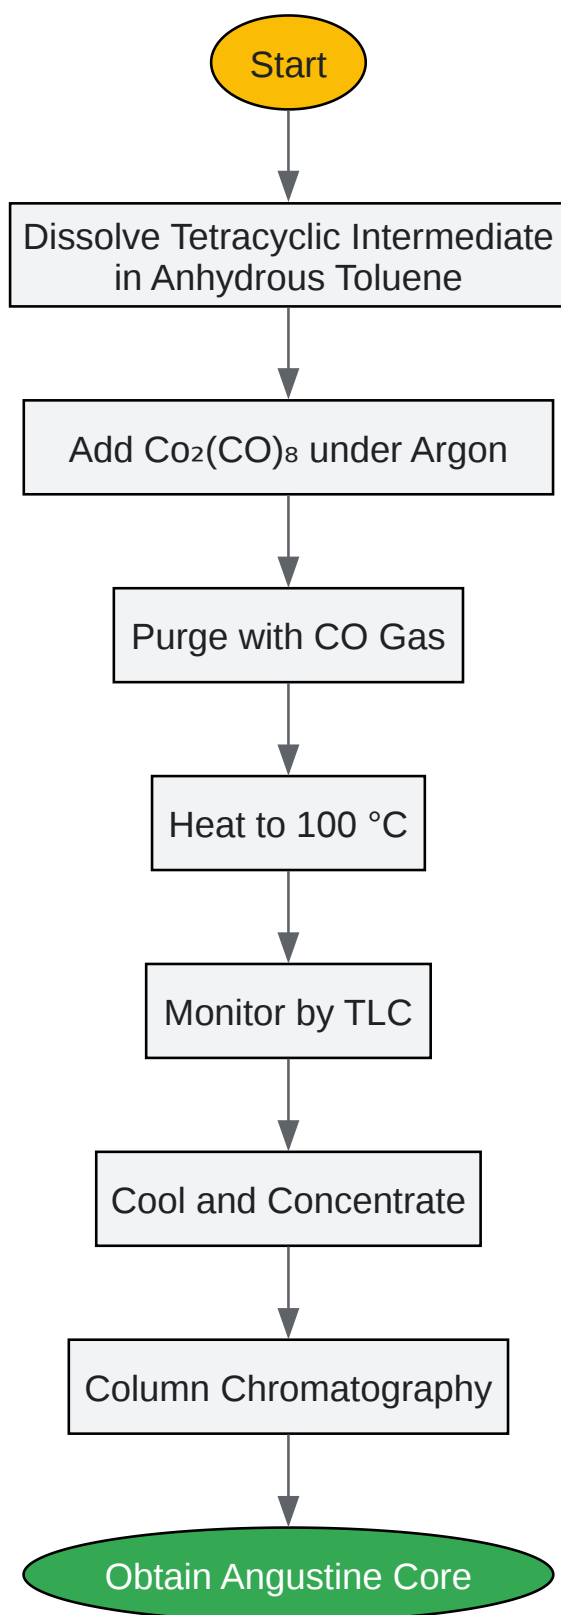 Start
Dissolve Tetracyclic Intermediate
in Anhydrous Toluene
Add Co₂(CO)₈ under Argon
Purge with CO Gas
Heat to 100 °C
Monitor by TLC
Cool and Concentrate
Column Chromatography
Obtain Angustine Core